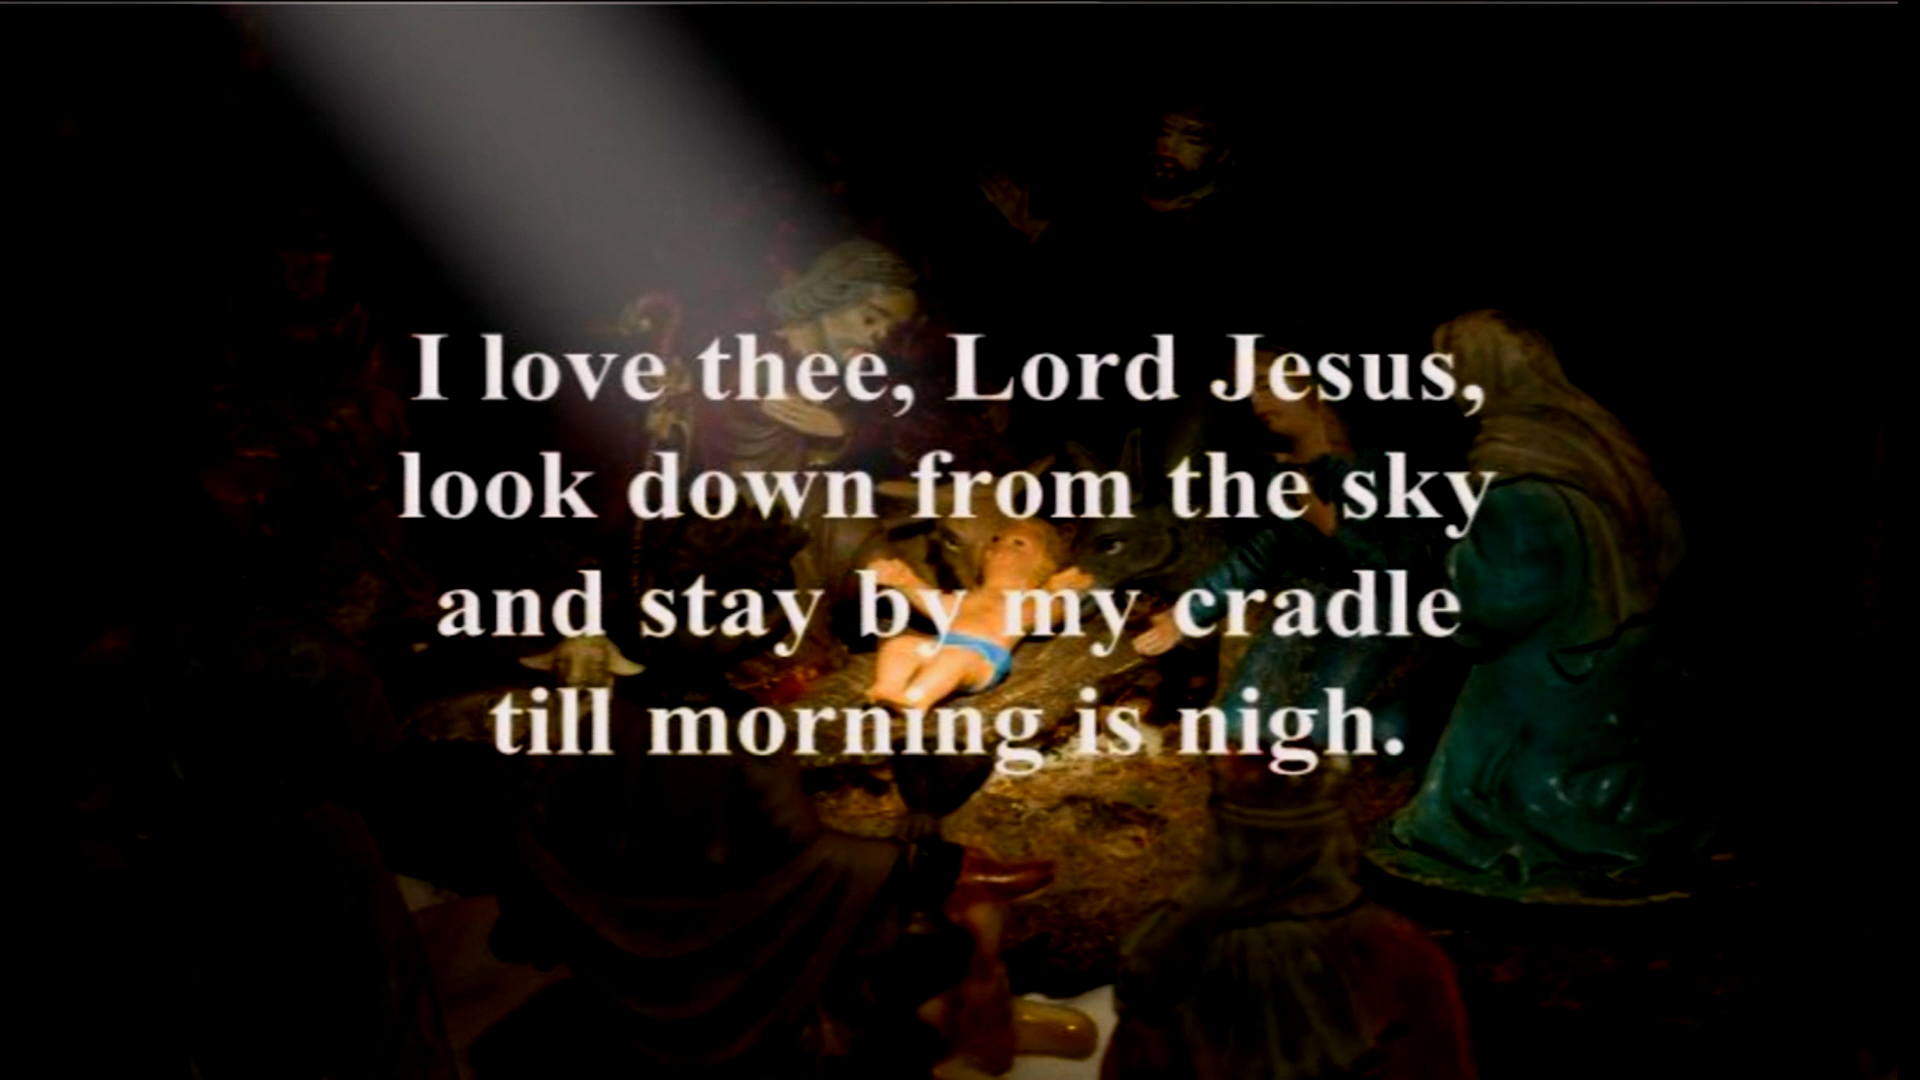 I love thee, Lord Jesus,
look down from the sky
and stay by my cradle
till morning is nigh.